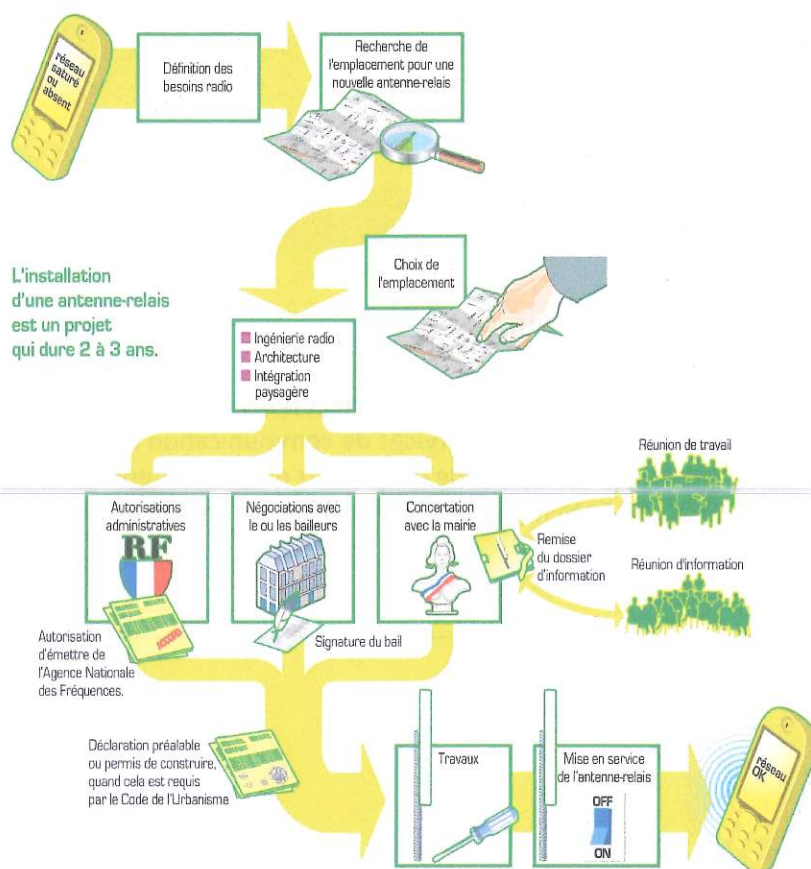 réseau
saturé
ou
absent
Définition des
besoins radio
Recherche de
l'emplacement pour une
nouvelle antenne-relais
L'installation
d'une antenne-relais
est un projet
qui dure 2 à 3 ans.
Choix de
l'emplacement
Ingénierie radio
Architecture
Intégration
paysagère
Autorisations
administratives
RF
Négociations avec
le ou les bailleurs
Concertation
avec la mairie
Remise
du dossier
d'information
Réunion de travail
Réunion d'information
ACCORD
Autorisation
d'émettre de
l'Agence Nationale
des Fréquences.
Signature du bail
Déclaration préalable
ou permis de construire,
quand cela est requis
par le Code de l'Urbanisme
Travaux
Mise en service
de l'antenne-relais
OFF
ON
réseau
OK